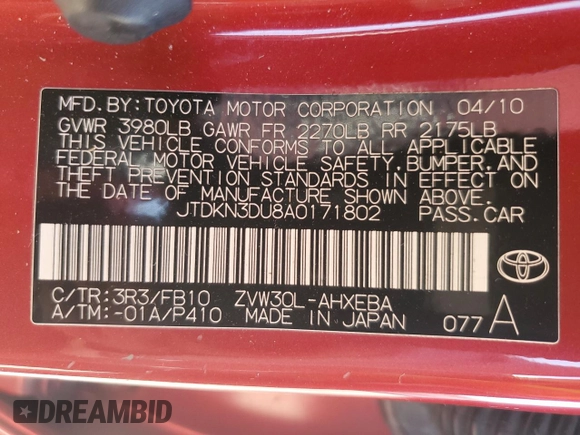 MFD.BY:TOYOTA MOTOR CORPORATION 04/10
GVWR 3980LB GAWR FR 2270LB RR 2175LB
THIS VEHICLE CONFORMS TO ALL APPLICABLE
FEDERAL MOTOR VEHICLE SAFETY, BUMPER, AND
THEFT PREVENTION STANDARDS IN EFFECT ON
THE DATE OF MANUFACTURE SHOWN ABOVE.
JTDKN3DU8A0171802 PASS.CAR
C/TR:3R3/FB10 ZVW30L-AHXEBA
A/TM:-01A/P410 MADE IN JAPAN 077 A
TOYOTA
DREAMBID